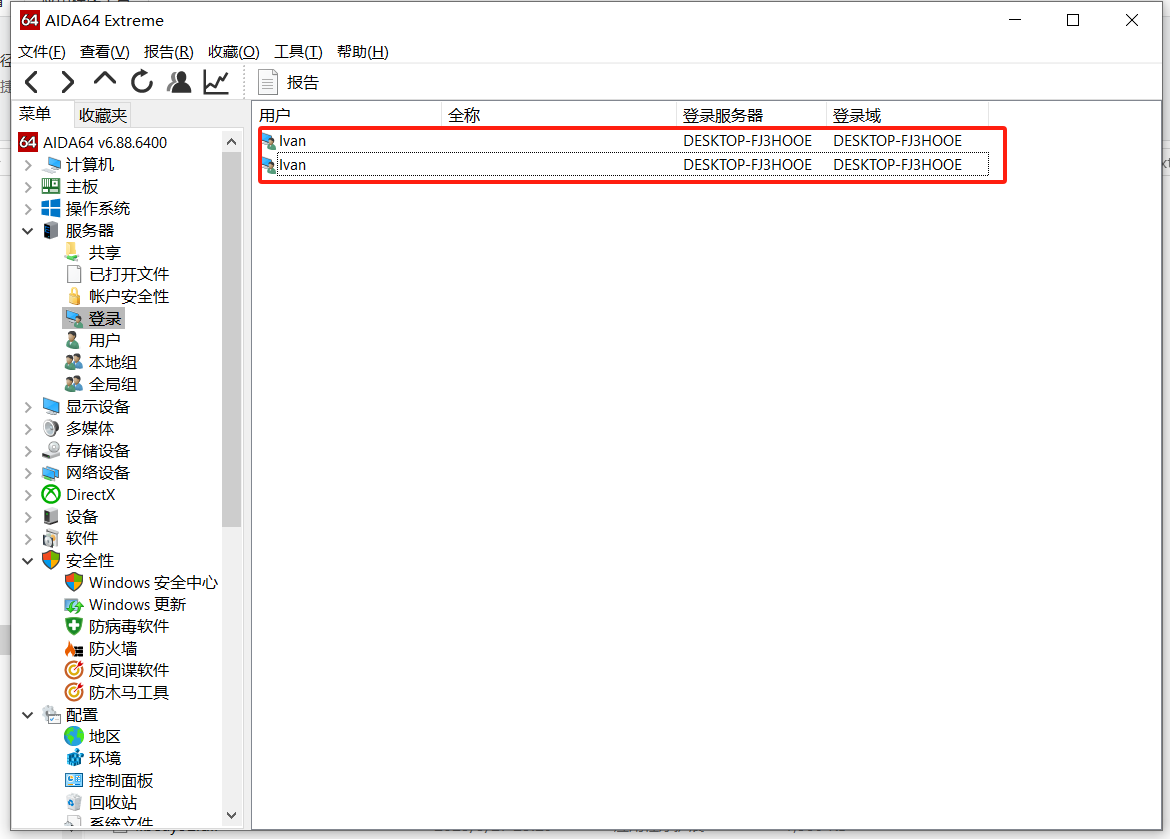 AIDA64 Extreme
文件(F) 查看(V) 报告(R) 收藏(O) 工具(T) 帮助(H)
报告
菜单 收藏夹
用户 全称 登录服务器 登录域
64 AIDA64 v6.88.6400
Ivan DESKTOP-FJ3HOOE DESKTOP-FJ3HOOE
Ivan DESKTOP-FJ3HOOE DESKTOP-FJ3HOOE
计算机
主板
操作系统
服务器
共享
已打开文件
帐户安全性
登录
用户
本地组
全局组
显示设备
多媒体
存储设备
网络设备
DirectX
设备
软件
安全性
Windows 安全中心
Windows 更新
防病毒软件
防火墙
反间谍软件
防木马工具
配置
地区
环境
控制面板
回收站
系统文件